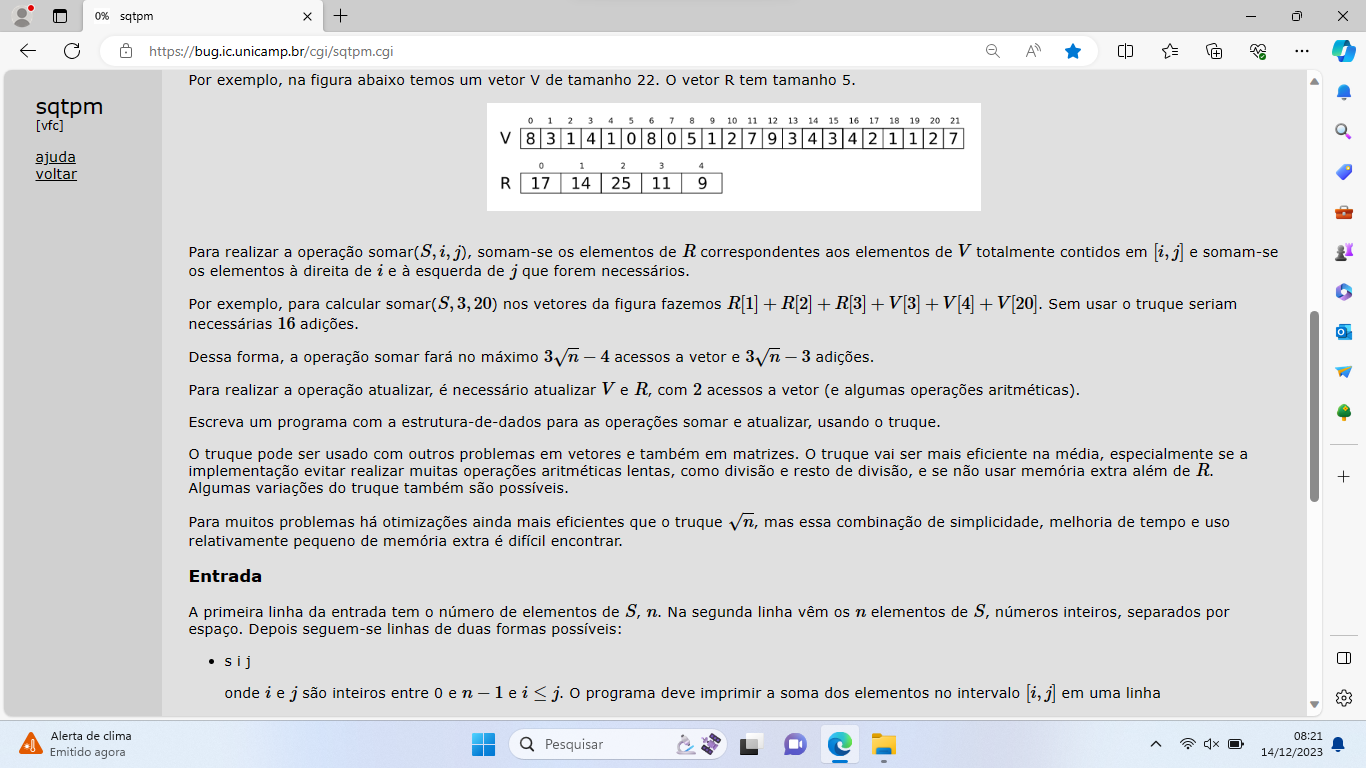 0% sqtpm
https://bug.ic.unicamp.br/cgi/sqtpm.cgi
sqtpm
[vfc]
ajuda
voltar
Por exemplo, na figura abaixo temos um vetor V de tamanho 22. O vetor R tem tamanho 5.
0 1 2 3 4 5 6 7 8 9 10 11 12 13 14 15 16 17 18 19 20 21
V 8 3 1 4 1 0 8 0 5 1 2 7 9 3 4 3 4 2 1 1 2 7
0 1 2 3 4
R 17 14 25 11 9
Para realizar a operação somar(S, i, j), somam-se os elementos de R correspondentes aos elementos de V totalmente contidos em [i, j] e somam-se
os elementos à direita de i e à esquerda de j que forem necessários.
Por exemplo, para calcular somar(S, 3, 20) nos vetores da figura fazemos R[1] + R[2] + R[3] + V[3] + V[4] + V[20]. Sem usar o truque seriam
necessárias 16 adições.
Dessa forma, a operação somar fará no máximo 3√n − 4 acessos a vetor e 3√n − 3 adições.
Para realizar a operação atualizar, é necessário atualizar V e R, com 2 acessos a vetor (e algumas operações aritméticas).
Escreva um programa com a estrutura-de-dados para as operações somar e atualizar, usando o truque.
O truque pode ser usado com outros problemas em vetores e também em matrizes. O truque vai ser mais eficiente na média, especialmente se a
implementação evitar realizar muitas operações aritméticas lentas, como divisão e resto de divisão, e se não usar memória extra além de R.
Algumas variações do truque também são possíveis.
Para muitos problemas há otimizações ainda mais eficientes que o truque √n, mas essa combinação de simplicidade, melhoria de tempo e uso
relativamente pequeno de memória extra é difícil encontrar.
Entrada
A primeira linha da entrada tem o número de elementos de S, n. Na segunda linha vêm os n elementos de S, números inteiros, separados por
espaço. Depois seguem-se linhas de duas formas possíveis:
• s i j
onde i e j são inteiros entre 0 e n − 1 e i ≤ j. O programa deve imprimir a soma dos elementos no intervalo [i, j] em uma linha
Alerta de clima
Emitido agora
Pesquisar
08:21
14/12/2023